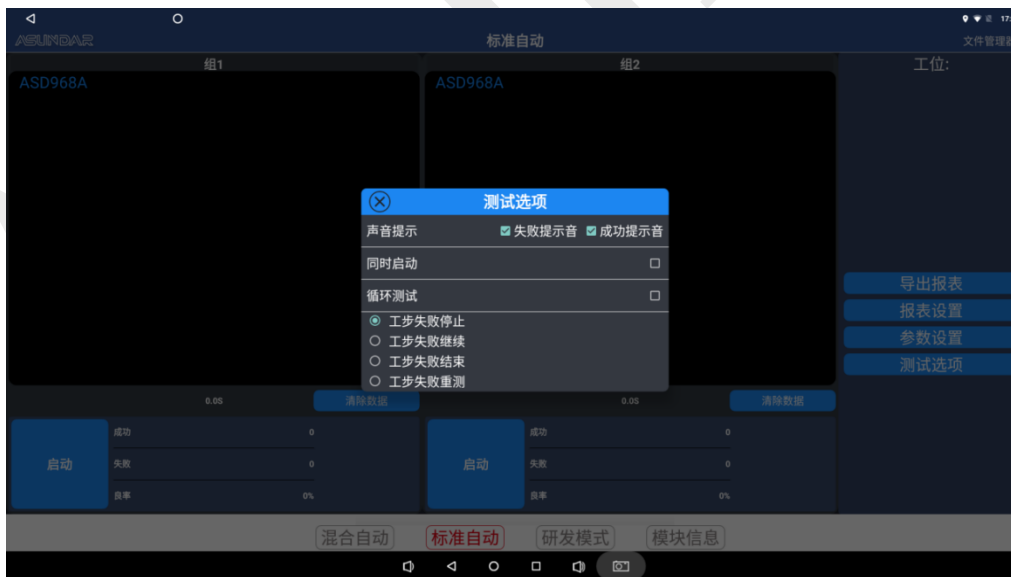 17:
ASUNDAR
标准自动
文件管理器
组1
组2
工位:
ASD968A
ASD968A
测试选项
声音提示
失败提示音
成功提示音
同时启动
循环测试
工步失败停止
工步失败继续
工步失败结束
工步失败重测
导出报表
报表设置
参数设置
测试选项
0.0S
清除数据
0.0S
清除数据
启动
成功 0
失败 0
良率 0%
启动
成功 0
失败 0
良率 0%
混合自动
标准自动
研发模式
模块信息